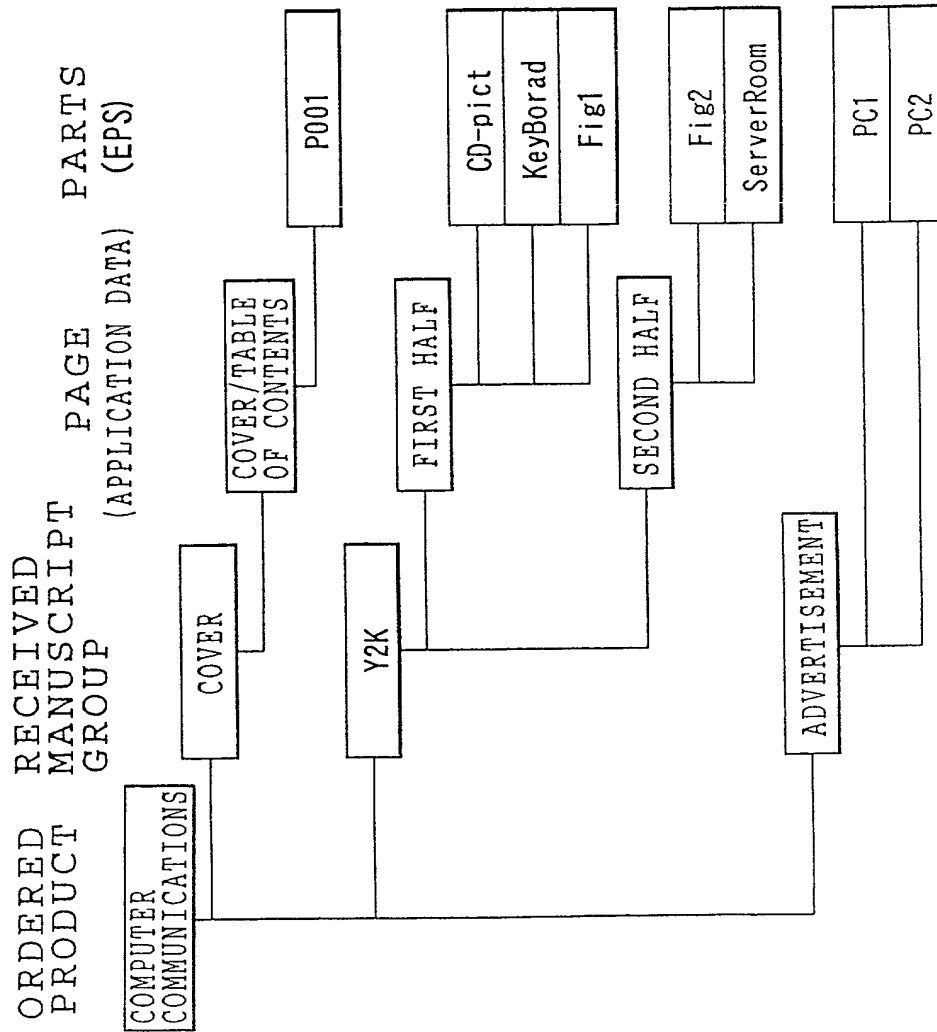 ORDERED
PRODUCT
RECEIVED
MANUSCRIPT
GROUP
PAGE
(APPLICATION DATA)
PARTS
(EPS)
COMPUTER
COMMUNICATIONS
COVER
COVER/TABLE
OF CONTENTS
P001
Y2K
FIRST HALF
CD-pict
KeyBorad
Fig1
SECOND HALF
Fig2
ServerRoom
ADVERTISEMENT
PC1
PC2